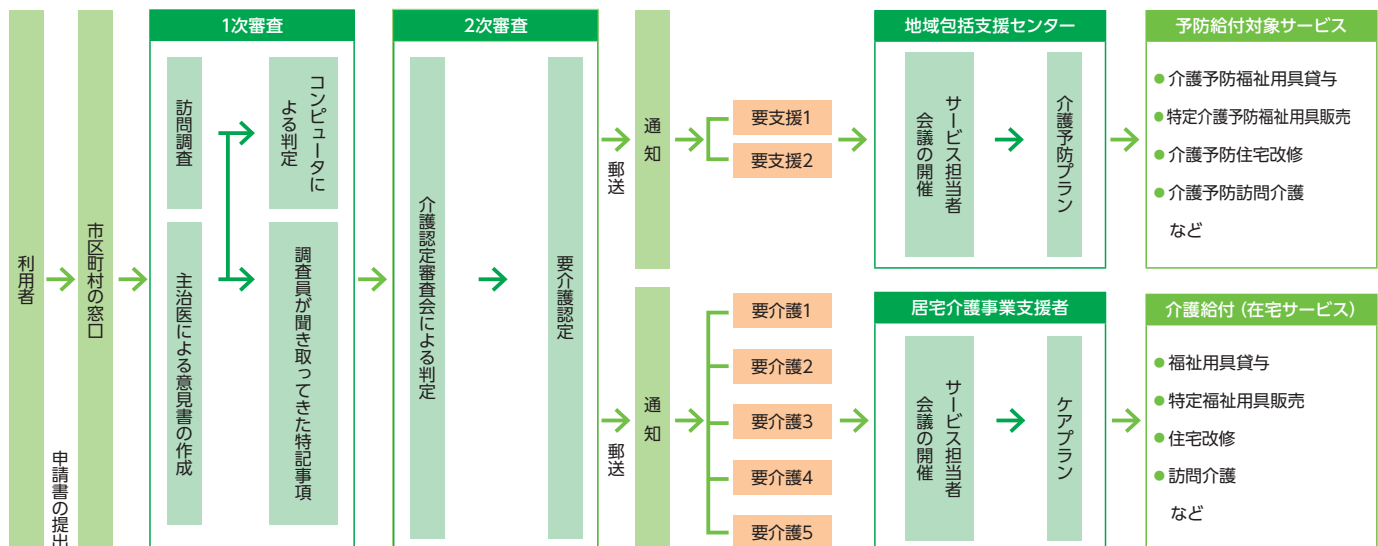 利用者
申請書の提出
市区町村の窓口
1次審査
訪問調査
主治医による意見書の作成
コンピュータに
よる判定
調査員が聞き取ってきた特記事項
2次審査
介護認定審査会による判定
要介護認定
郵送
通知
要支援1
要支援2
地域包括支援センター
サービス担当者
会議の開催
介護予防プラン
予防給付対象サービス
●介護予防福祉用具貸与
●特定介護予防福祉用具販売
●介護予防住宅改修
●介護予防訪問介護
など
郵送
通知
要介護1
要介護2
要介護3
要介護4
要介護5
居宅介護事業支援者
サービス担当者
会議の開催
ケアプラン
介護給付(在宅サービス)
●福祉用具貸与
●特定福祉用具販売
●住宅改修
●訪問介護
など